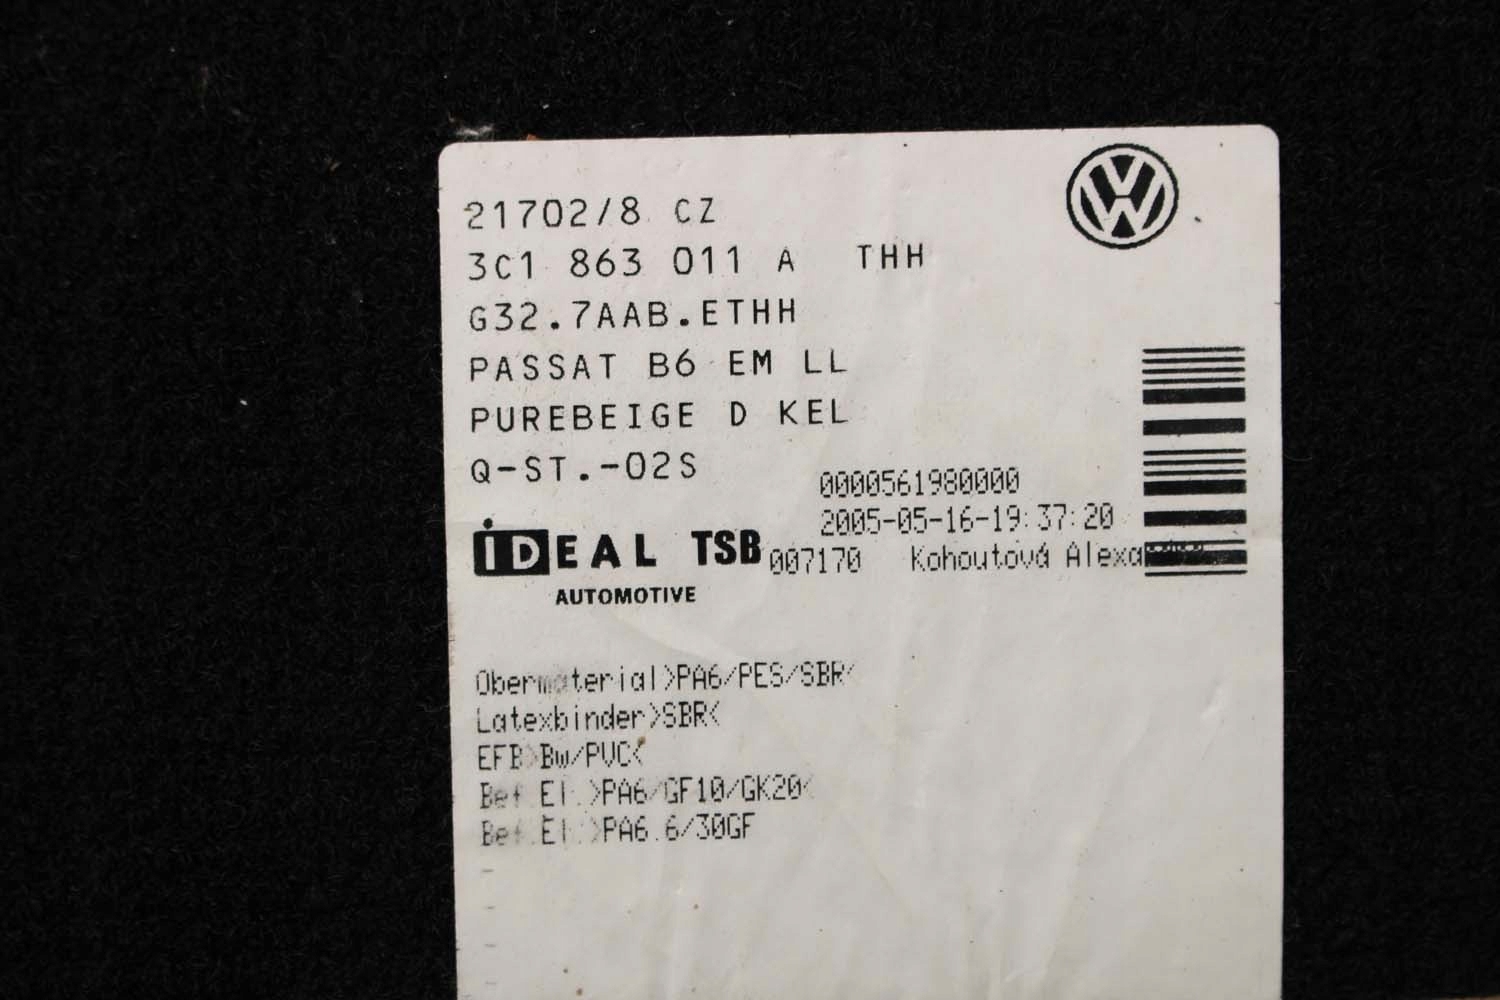 21702/8 CZ
3C1 863 011 A THH
G32.7AAB.ETHH
PASSAT B6 EM LL
PUREBEIGE D KEL
Q-ST.-02S
0000561980000
2005-05-16-19:37:20
007170 Kohoutová
iDEAL TSB
AUTOMOTIVE
Obermaterial>PA6/PES/SBR<
Latexbinder>SBR<
EFB>Bw/PVC<
Bef.El.>PA6/GF10/GK20<
Bef.El.>PA6.6/30GF